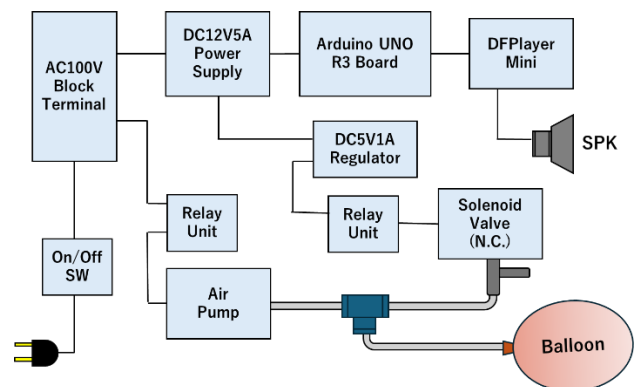 AC100V
Block
Terminal
DC12V5A
Power
Supply
Arduino UNO
R3 Board
DFPlayer
Mini
SPK
DC5V1A
Regulator
Relay
Unit
Relay
Unit
Solenoid
Valve
(N.C.)
On/Off
SW
Air
Pump
Balloon